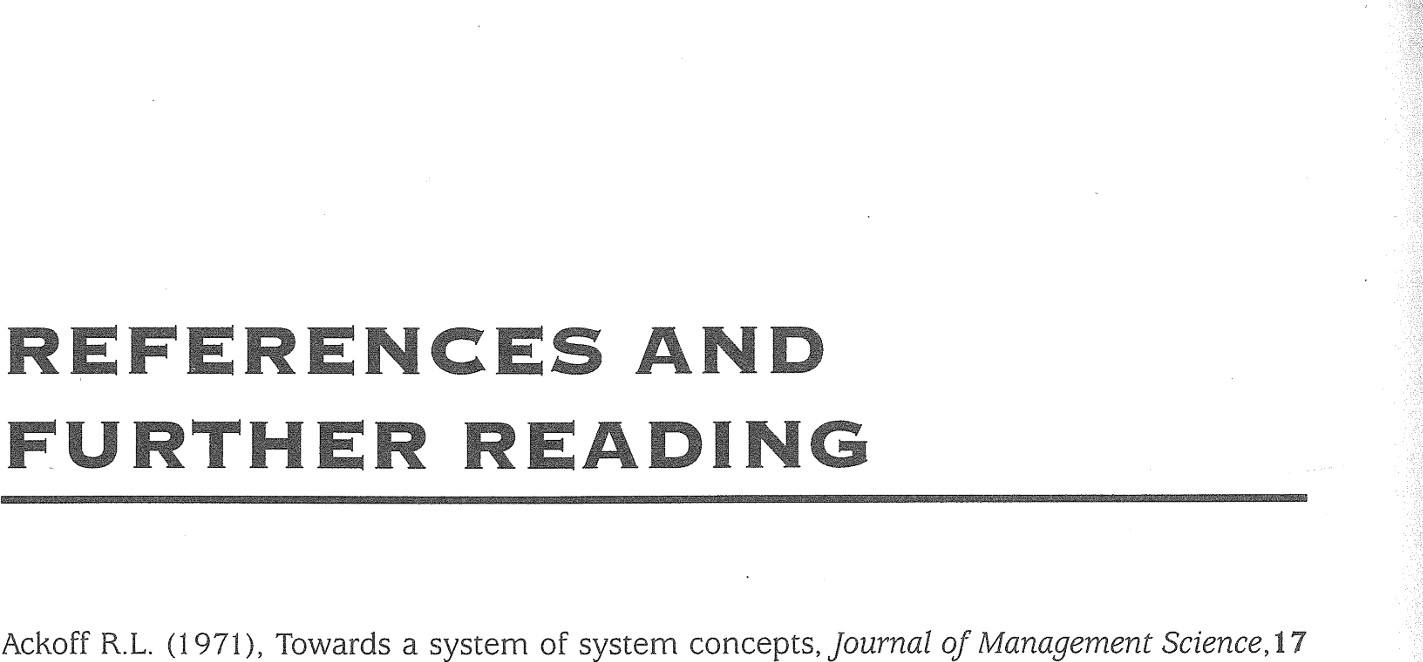 REFERENCES AND
FURTHER READING
Ackoff R.L. (1971), Towards a system of system concepts, Journal of Management Science,17